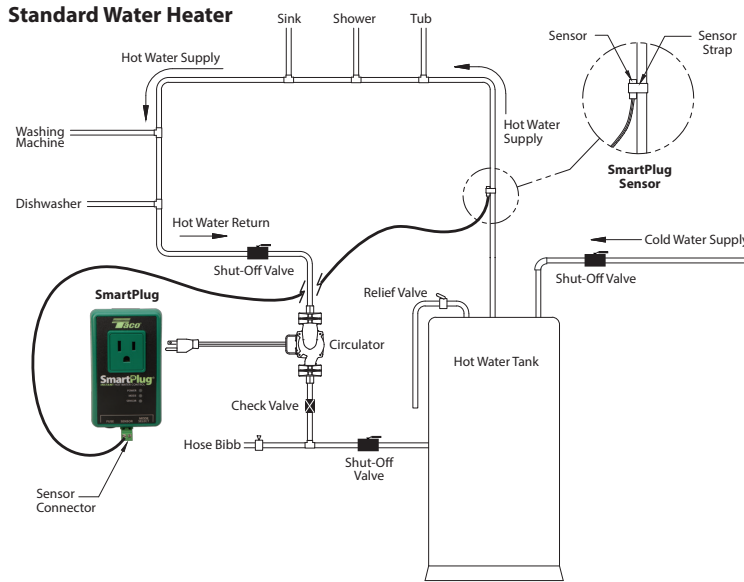 Standard Water Heater
Sink
Shower
Tub
Sensor
Sensor
Strap
Hot Water Supply
Hot Water
Supply
SmartPlug
Sensor
Washing
Machine
Dishwasher
Hot Water Return
Shut-Off Valve
Cold Water Supply
Shut-Off Valve
SmartPlug
Relief Valve
Taco
Circulator
Hot Water Tank
SmartPlug
Check Valve
Hose Bibb
Shut-Off
Valve
Sensor
Connector